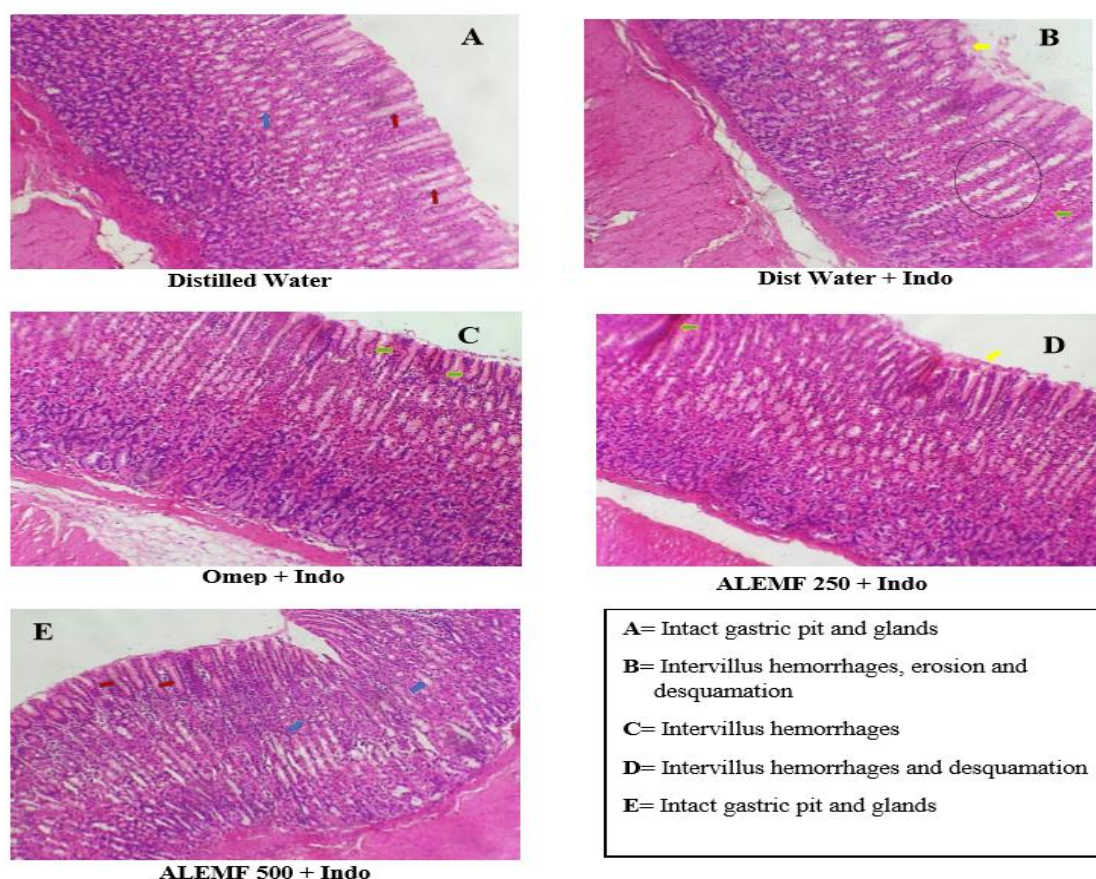 A
B
Distilled Water
Dist Water + Indo
C
D
Omep + Indo
ALEMF 250 + Indo
E
A= Intact gastric pit and glands
B= Intervillus hemorrhages, erosion and
desquamation
C= Intervillus hemorrhages
D= Intervillus hemorrhages and desquamation
E= Intact gastric pit and glands
ALEMF 500 + Indo